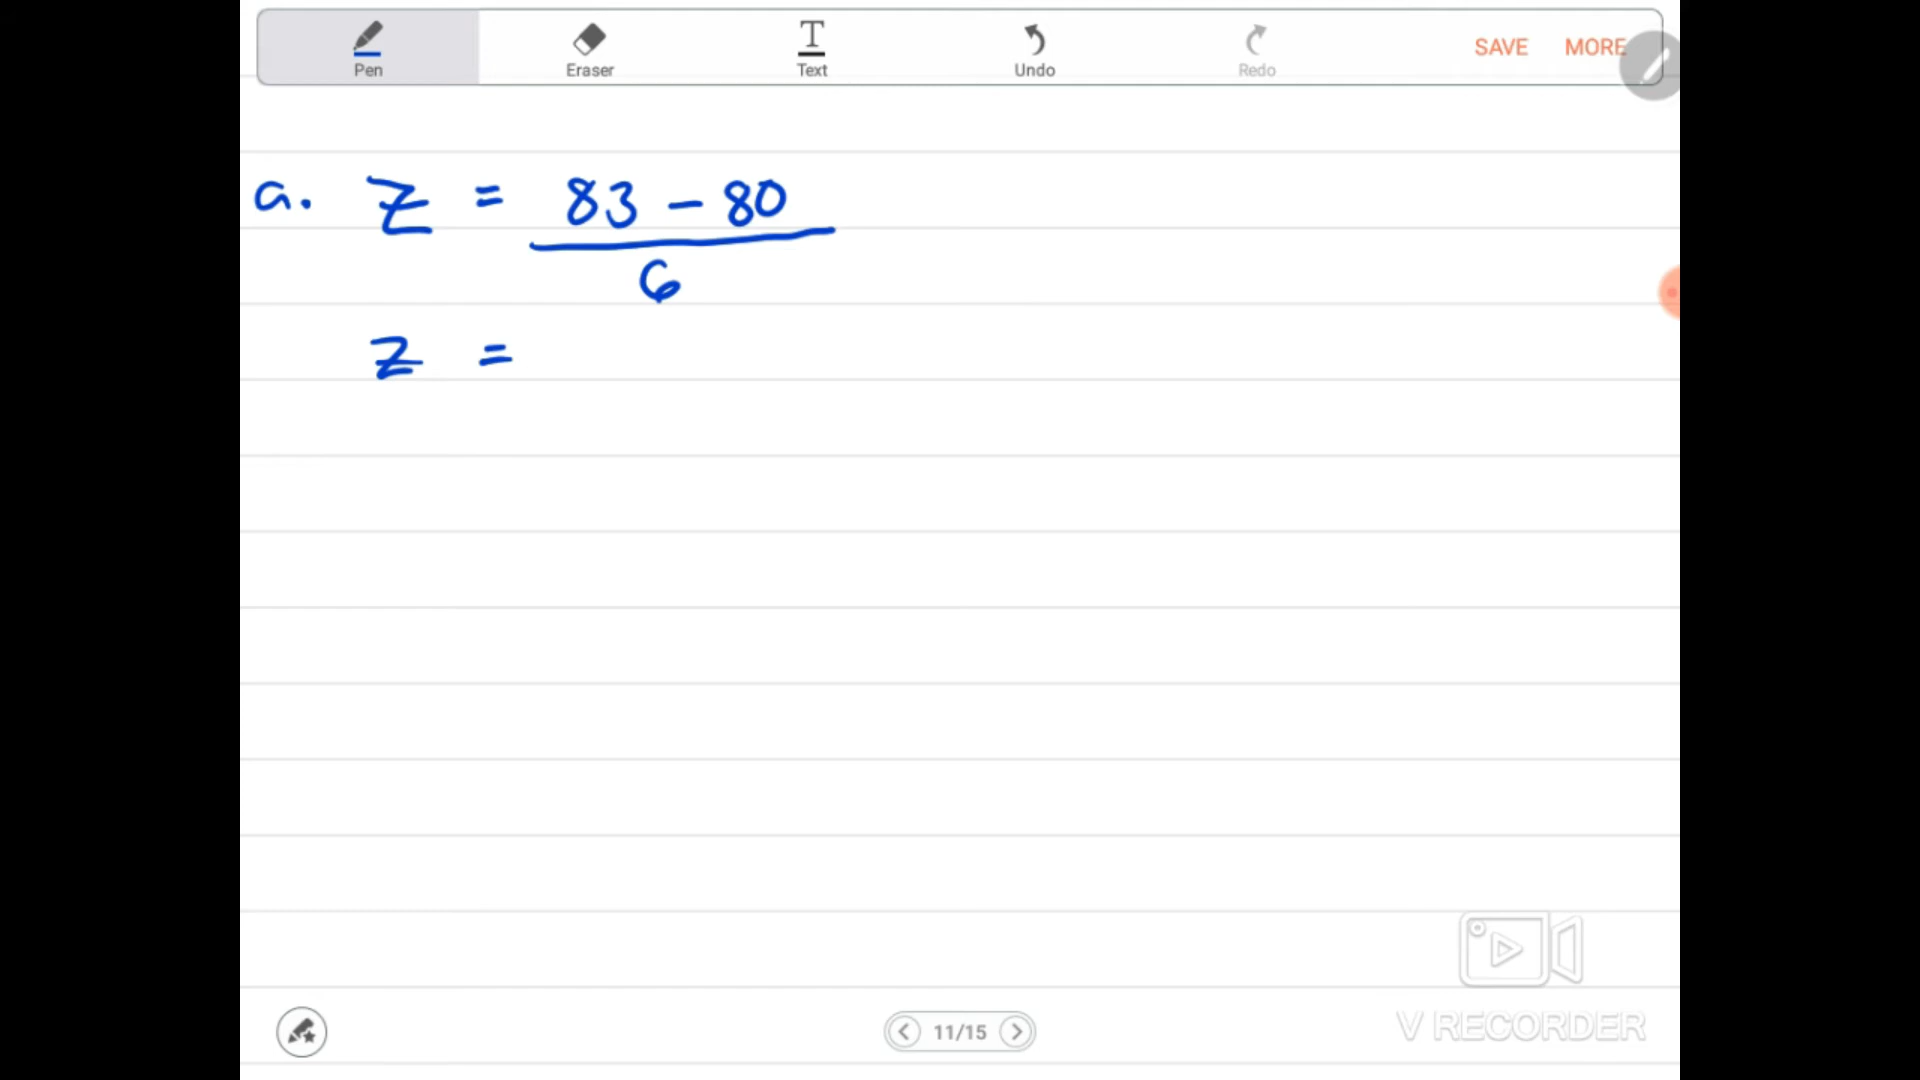 Pen Eraser Text Undo Redo SAVE MORE
a. Z = 83 - 80
6
Z =
11/15
V RECORDER